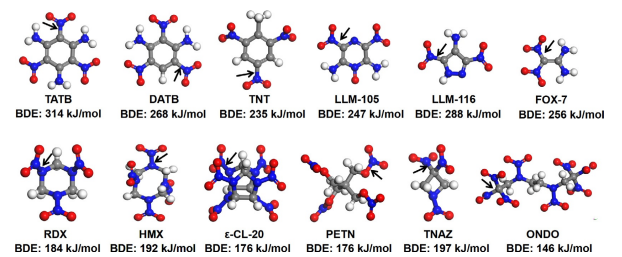 TATB DATB TNT LLM-105 LLM-116 FOX-7
BDE: 314 kJ/mol BDE: 268 kJ/mol BDE: 235 kJ/mol BDE: 247 kJ/mol BDE: 288 kJ/mol BDE: 256 kJ/mol
RDX HMX ε-CL-20 PETN TNAZ ONDO
BDE: 184 kJ/mol BDE: 192 kJ/mol BDE: 176 kJ/mol BDE: 176 kJ/mol BDE: 197 kJ/mol BDE: 146 kJ/mol